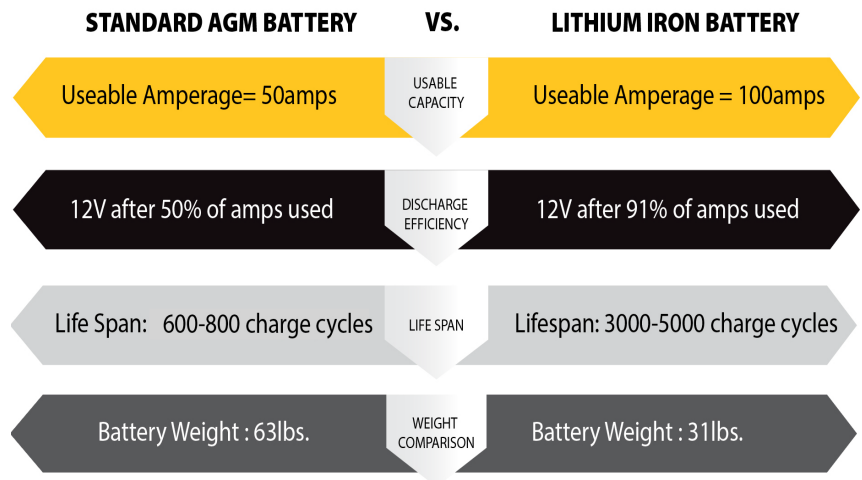 STANDARD AGM BATTERY VS. LITHIUM IRON BATTERY
Useable Amperage= 50amps
USABLE
CAPACITY
Useable Amperage = 100amps
12V after 50% of amps used
DISCHARGE
EFFICIENCY
12V after 91% of amps used
Life Span: 600-800 charge cycles
LIFE SPAN
Lifespan: 3000-5000 charge cycles
Battery Weight : 63lbs.
WEIGHT
COMPARISON
Battery Weight : 31lbs.